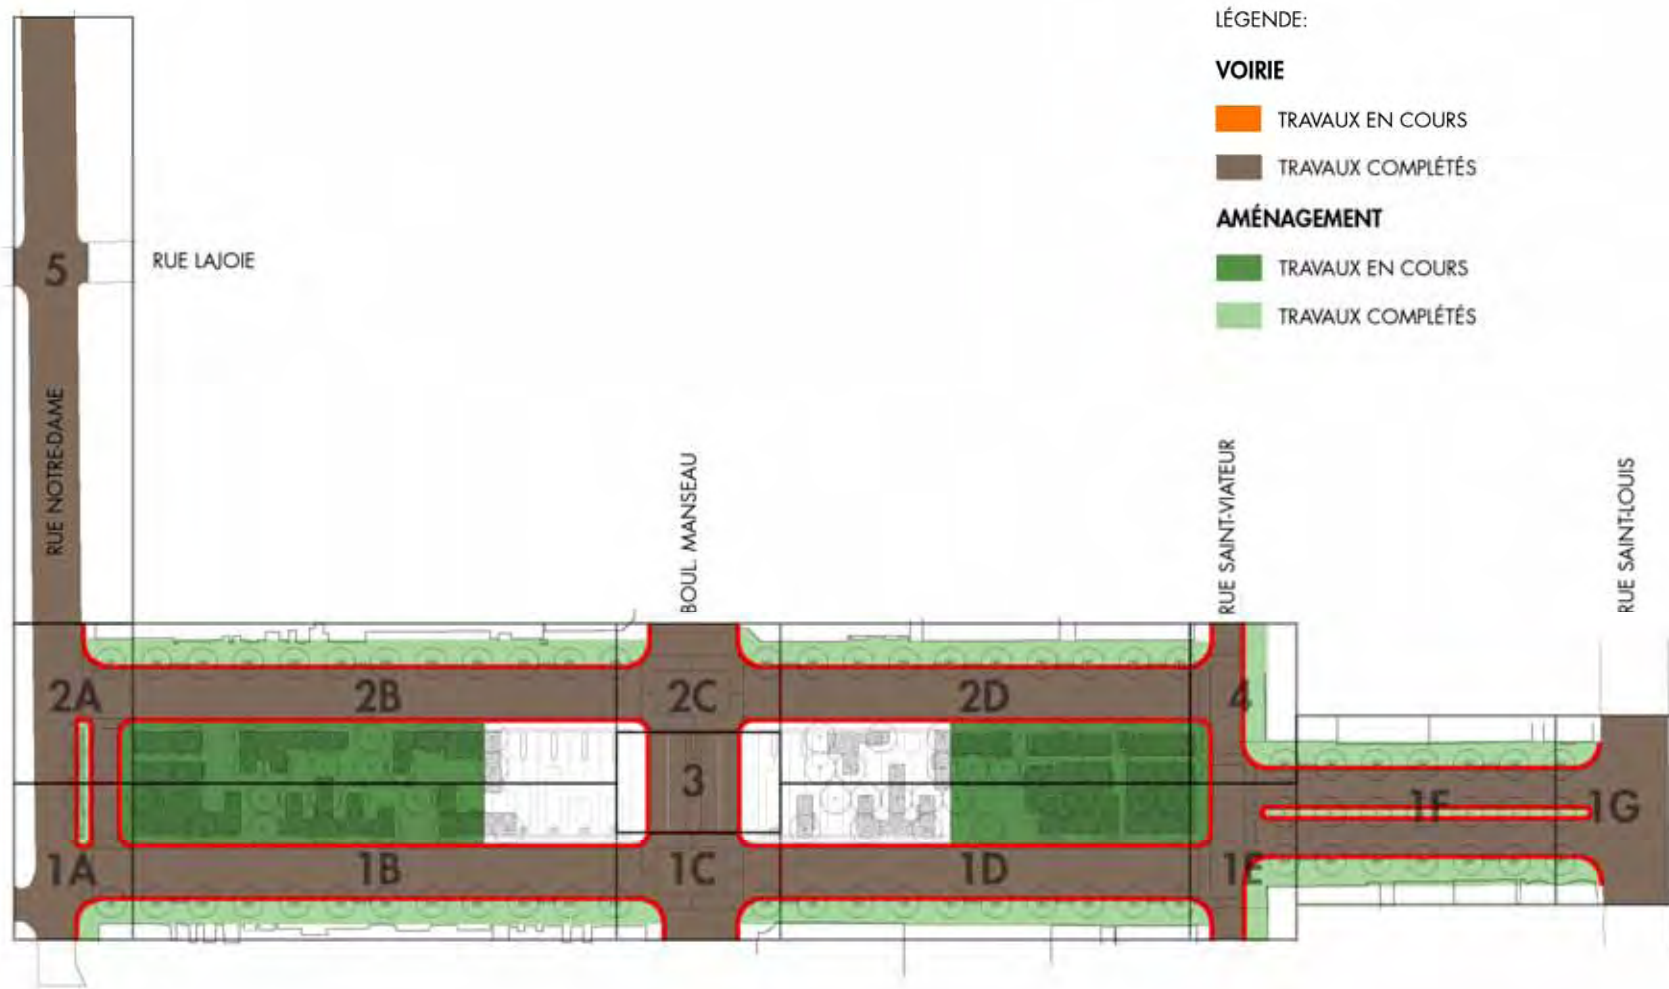 LÉGENDE:
VOIRIE
TRAVAUX EN COURS
TRAVAUX COMPLÉTÉS
AMÉNAGEMENT
TRAVAUX EN COURS
TRAVAUX COMPLÉTÉS
5
RUE LAJOIE
RUE NOTRE-DAME
BOUL. MANSEAU
RUE SAINT-VIATEUR
RUE SAINT-LOUIS
2A
2B
2C
2D
4
3
1F
1G
1A
1B
1C
1D
1E